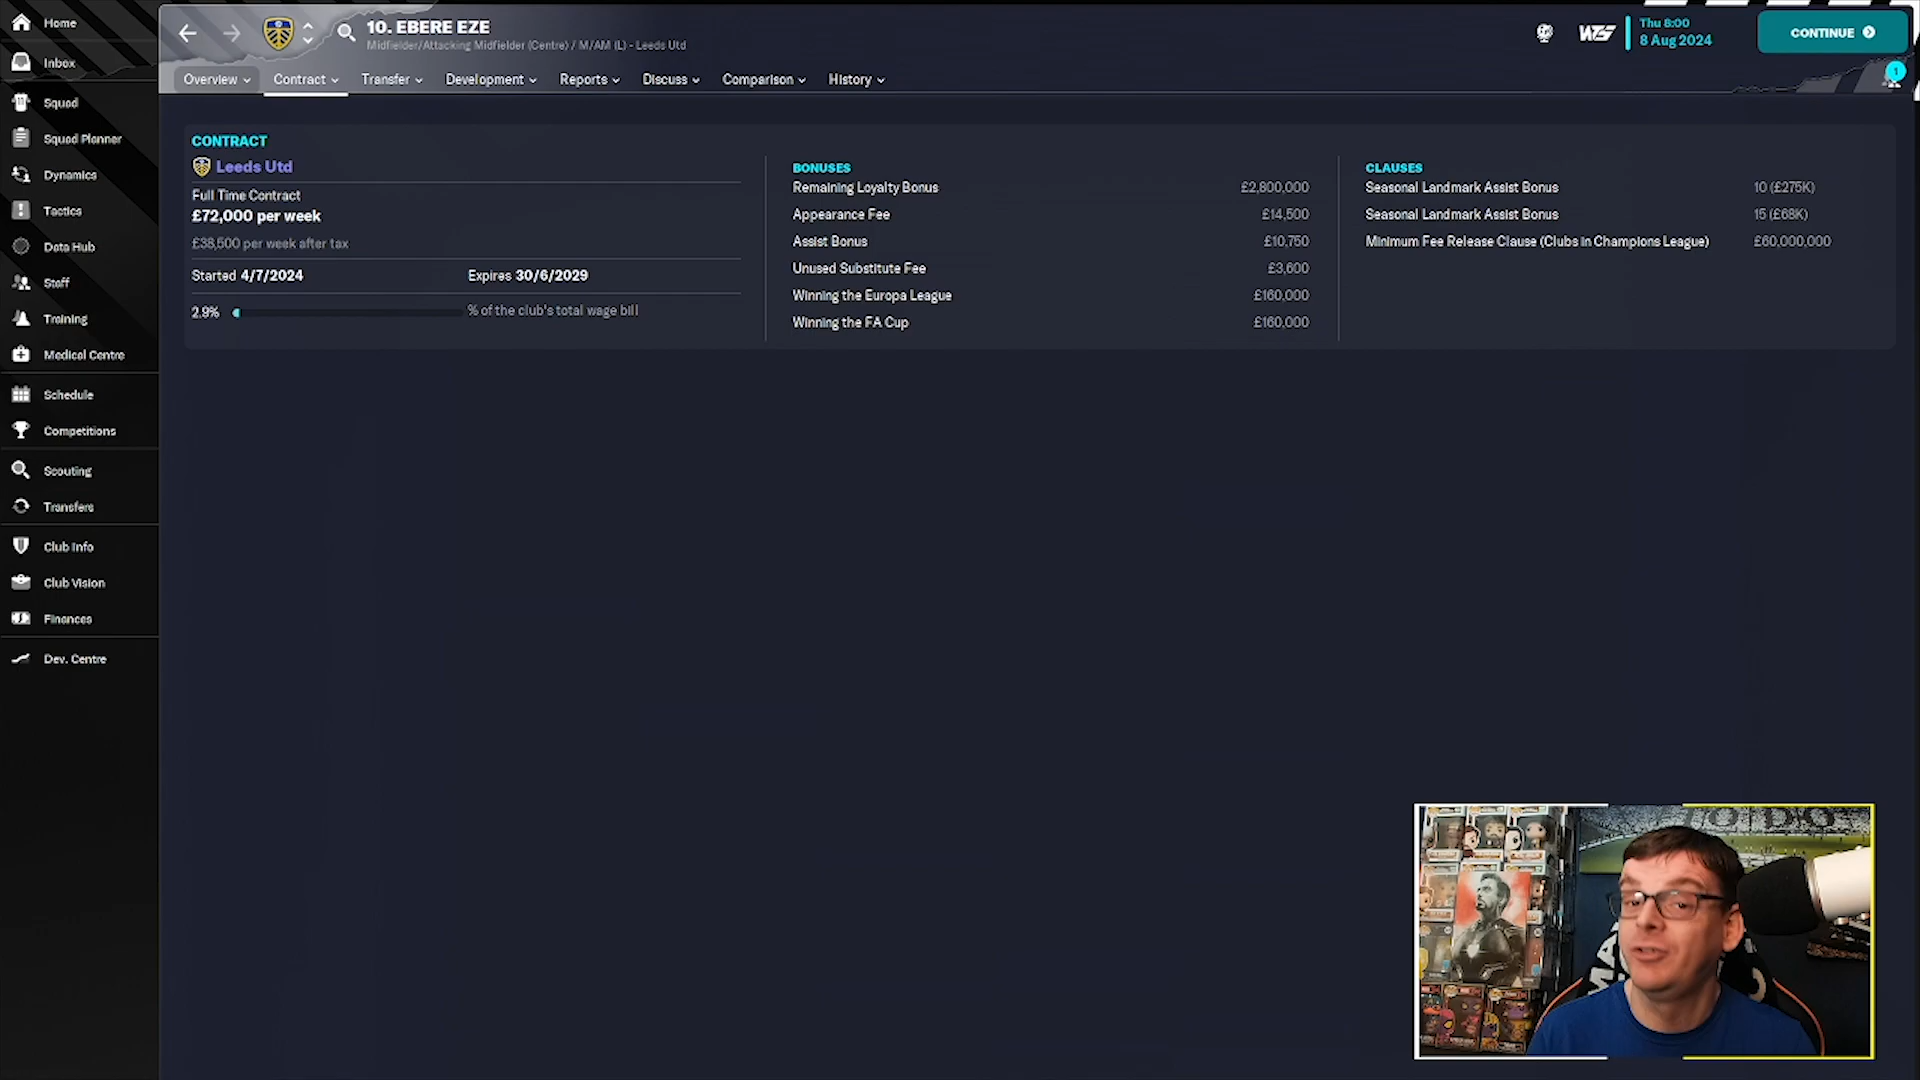 Home
Inbox
Squad
Squad Planner
Dynamics
Tactics
Data Hub
Staff
Training
Medical Centre
Schedule
Competitions
Scouting
Transfers
Club Info
Club Vision
Finances
Dev. Centre
10. EBERE EZE
Midfielder/Attacking Midfielder (Centre) / M/AM (L) - Leeds Utd
WTS
Thu 8:00
8 Aug 2024
CONTINUE
1
Overview
Contract
Transfer
Development
Reports
Discuss
Comparison
History
CONTRACT
Leeds Utd
Full Time Contract
£72,000 per week
£38,500 per week after tax
Started 4/7/2024
Expires 30/6/2029
2.9%
% of the club's total wage bill
BONUSES
Remaining Loyalty Bonus £2,800,000
Appearance Fee £14,500
Assist Bonus £10,750
Unused Substitute Fee £3,600
Winning the Europa League £160,000
Winning the FA Cup £160,000
CLAUSES
Seasonal Landmark Assist Bonus 10 (£275K)
Seasonal Landmark Assist Bonus 15 (£68K)
Minimum Fee Release Clause (Clubs in Champions League) £60,000,000